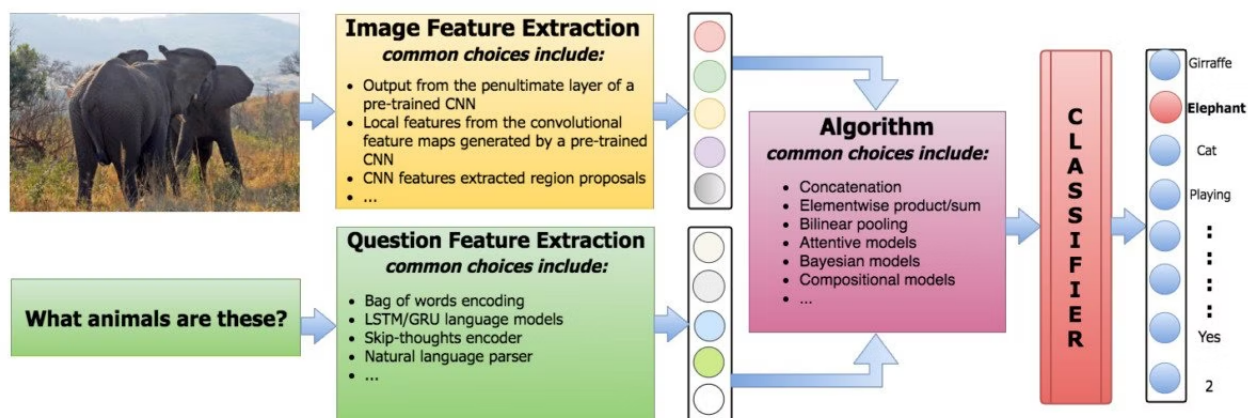 Image Feature Extraction
common choices include:
• Output from the penultimate layer of a
pre-trained CNN
• Local features from the convolutional
feature maps generated by a pre-trained
CNN
• CNN features extracted region proposals
• ...
What animals are these?
Question Feature Extraction
common choices include:
• Bag of words encoding
• LSTM/GRU language models
• Skip-thoughts encoder
• Natural language parser
• ...
Algorithm
common choices include:
• Concatenation
• Elementwise product/sum
• Bilinear pooling
• Attentive models
• Bayesian models
• Compositional models
• ...
CLASSIFIER
Girraffe
Elephant
Cat
Playing
:
:
:
:
Yes
2